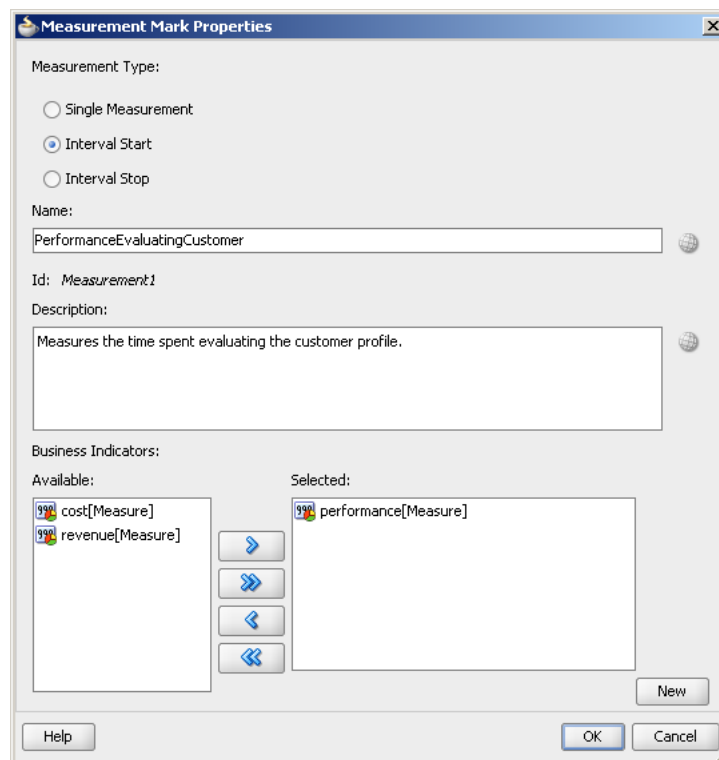 Measurement Mark Properties
Measurement Type:
Single Measurement
Interval Start
Interval Stop
Name:
PerformanceEvaluatingCustomer
Id: Measurement1
Description:
Measures the time spent evaluating the customer profile.
Business Indicators:
Available:
Selected:
cost[Measure]
performance[Measure]
revenue[Measure]
New
Help
OK
Cancel